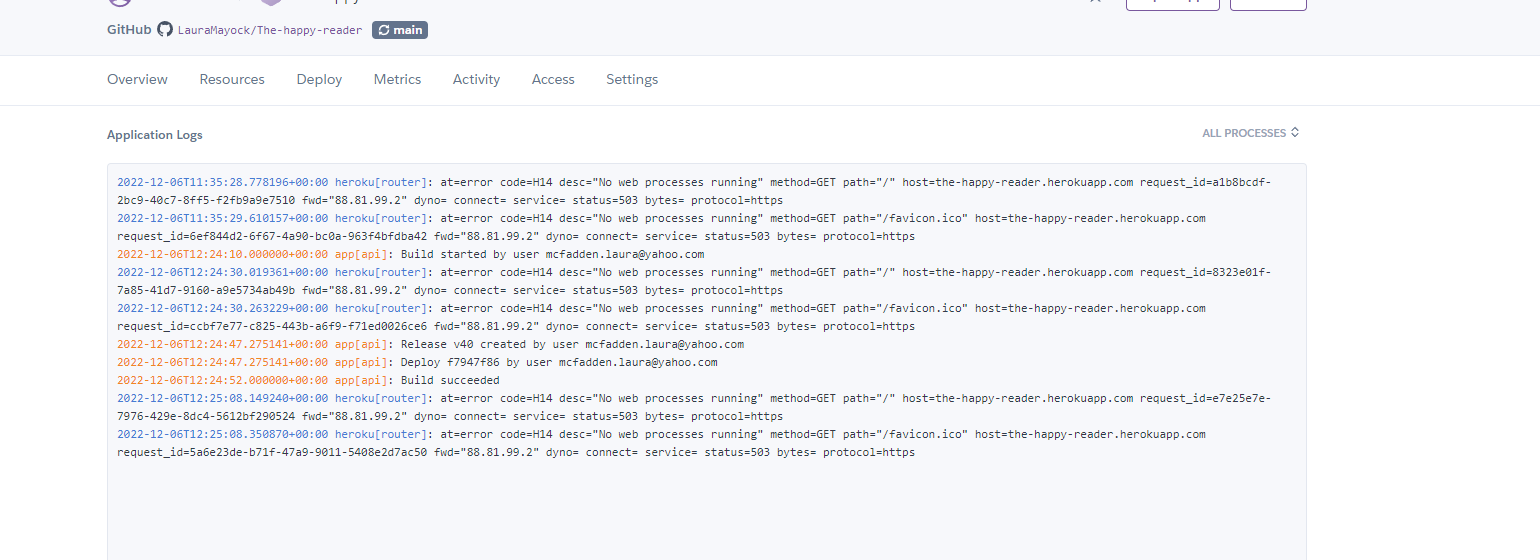 GitHub LauraMayock/The-happy-reader main
Overview Resources Deploy Metrics Activity Access Settings
Application Logs ALL PROCESSES
2022-12-06T11:35:28.778196+00:00 heroku[router]: at=error code=H14 desc="No web processes running" method=GET path="/" host=the-happy-reader.herokuapp.com request_id=a1b8bcdf-
2bc9-40c7-8ff5-f2fb9a9e7510 fwd="88.81.99.2" dyno= connect= service= status=503 bytes= protocol=https
2022-12-06T11:35:29.610157+00:00 heroku[router]: at=error code=H14 desc="No web processes running" method=GET path="/favicon.ico" host=the-happy-reader.herokuapp.com
request_id=6ef844d2-6f67-4a90-bc0a-963f4bfdba42 fwd="88.81.99.2" dyno= connect= service= status=503 bytes= protocol=https
2022-12-06T12:24:10.000000+00:00 app[api]: Build started by user mcfadden.laura@yahoo.com
2022-12-06T12:24:30.019361+00:00 heroku[router]: at=error code=H14 desc="No web processes running" method=GET path="/" host=the-happy-reader.herokuapp.com request_id=8323e01f-
7a85-41d7-9160-a9e5734ab49b fwd="88.81.99.2" dyno= connect= service= status=503 bytes= protocol=https
2022-12-06T12:24:30.263229+00:00 heroku[router]: at=error code=H14 desc="No web processes running" method=GET path="/favicon.ico" host=the-happy-reader.herokuapp.com
request_id=ccbf7e77-c825-443b-a6f9-f71ed0026ce6 fwd="88.81.99.2" dyno= connect= service= status=503 bytes= protocol=https
2022-12-06T12:24:47.275141+00:00 app[api]: Release v40 created by user mcfadden.laura@yahoo.com
2022-12-06T12:24:47.275141+00:00 app[api]: Deploy f7947f86 by user mcfadden.laura@yahoo.com
2022-12-06T12:24:52.000000+00:00 app[api]: Build succeeded
2022-12-06T12:25:08.149240+00:00 heroku[router]: at=error code=H14 desc="No web processes running" method=GET path="/" host=the-happy-reader.herokuapp.com request_id=e7e25e7e-
7976-429e-8dc4-5612bf290524 fwd="88.81.99.2" dyno= connect= service= status=503 bytes= protocol=https
2022-12-06T12:25:08.350870+00:00 heroku[router]: at=error code=H14 desc="No web processes running" method=GET path="/favicon.ico" host=the-happy-reader.herokuapp.com
request_id=5a6e23de-b71f-47a9-9011-5408e2d7ac50 fwd="88.81.99.2" dyno= connect= service= status=503 bytes= protocol=https